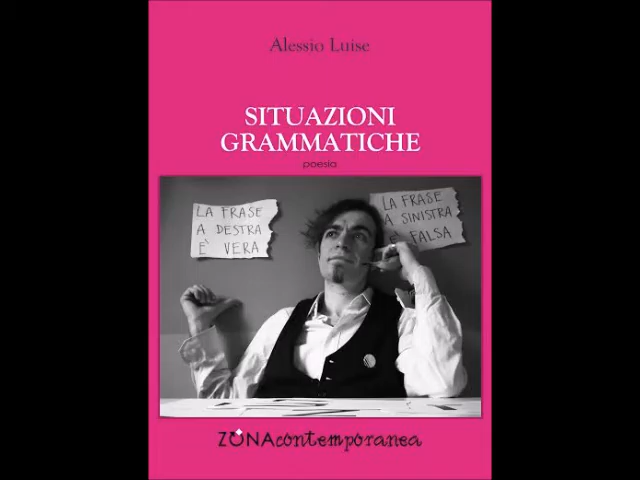 Alessio Luise
SITUAZIONI
GRAMMATICHE
poesia
LA FRASE
A DESTRA
È VERA
LA FRASE
A SINISTRA
È FALSA
ZONAcontemporanea